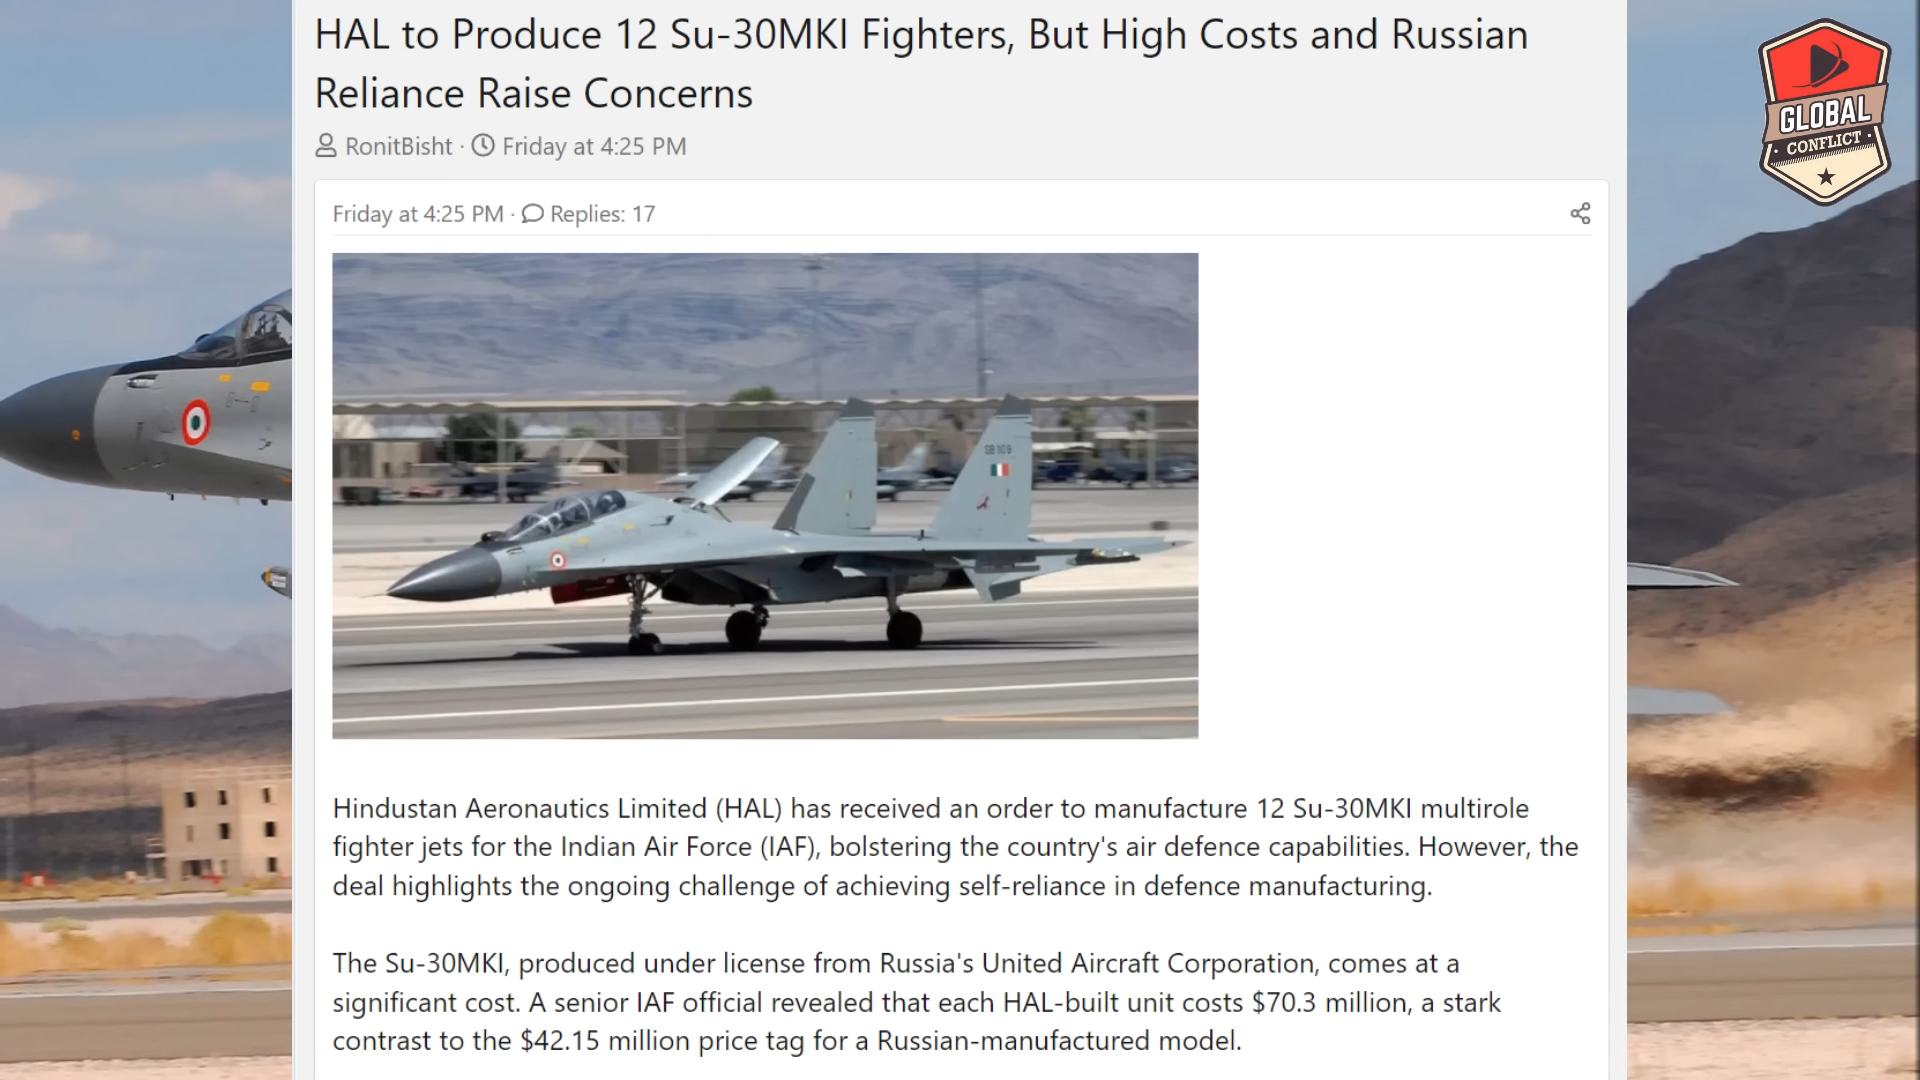 HAL to Produce 12 Su-30MKI Fighters, But High Costs and Russian
Reliance Raise Concerns
RonitBisht · Friday at 4:25 PM
Friday at 4:25 PM · Replies: 17
GLOBAL
· CONFLICT ·
Hindustan Aeronautics Limited (HAL) has received an order to manufacture 12 Su-30MKI multirole
fighter jets for the Indian Air Force (IAF), bolstering the country's air defence capabilities. However, the
deal highlights the ongoing challenge of achieving self-reliance in defence manufacturing.
The Su-30MKI, produced under license from Russia's United Aircraft Corporation, comes at a
significant cost. A senior IAF official revealed that each HAL-built unit costs $70.3 million, a stark
contrast to the $42.15 million price tag for a Russian-manufactured model.